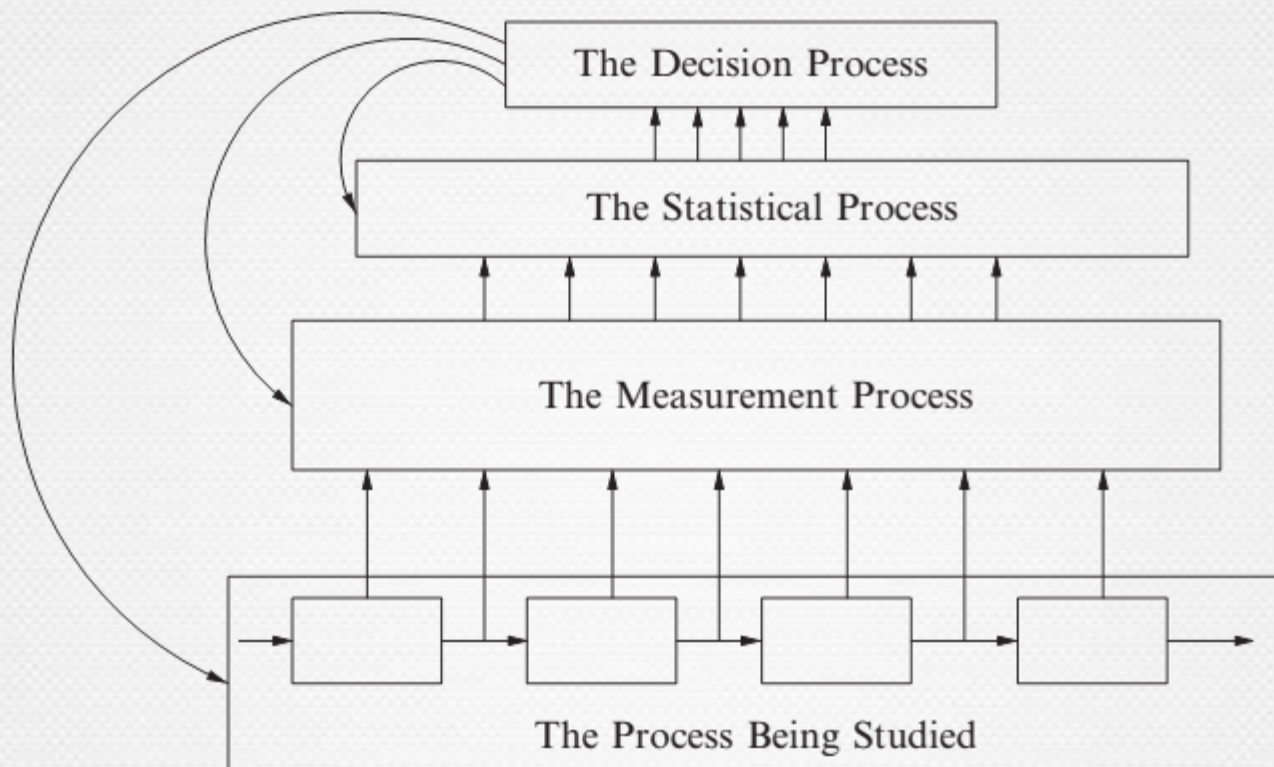 The Decision Process
The Statistical Process
The Measurement Process
The Process Being Studied